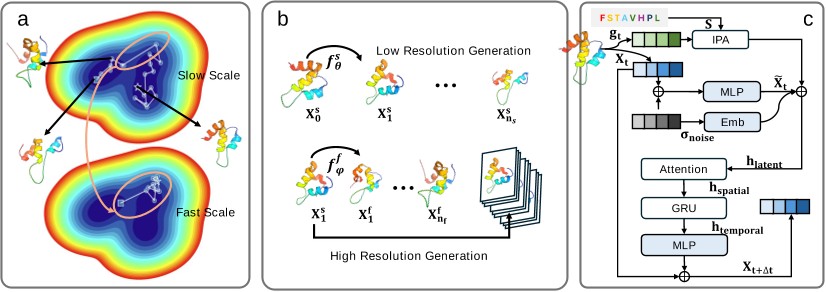 a
Slow Scale
Fast Scale
b
Low Resolution Generation
f_θ^s
X_0^s
X_1^s
...
X_{n_s}^s
f_φ^f
X_1^s
X_1^f
...
X_{n_f}^f
High Resolution Generation
c
FSTAVHPL
S
g_t
IPA
X_t
MLP
X̃_t
Emb
σ_noise
h_latent
Attention
h_spatial
GRU
h_temporal
MLP
X_{t+Δt}